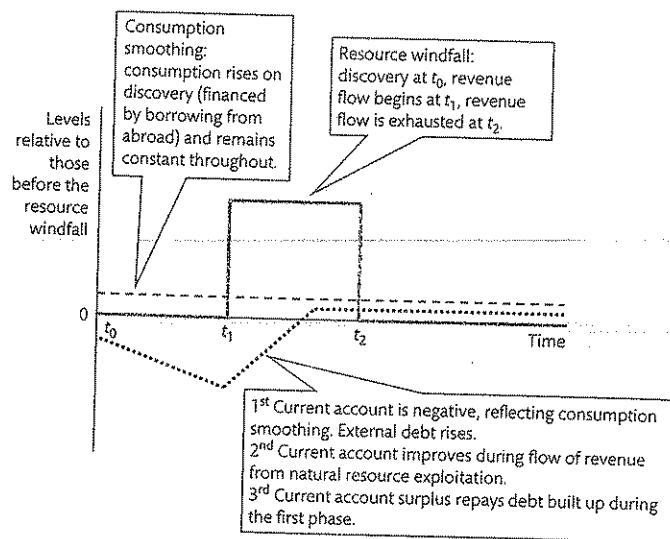 Consumption
smoothing:
consumption rises on
discovery (financed
by borrowing from
abroad) and remains
constant throughout.
Resource windfall:
discovery at t0, revenue
flow begins at t1, revenue
flow is exhausted at t2.
Levels
relative to
those
before the
resource
windfall
0
t0
t1
t2
Time
1st Current account is negative, reflecting consumption
smoothing. External debt rises.
2nd Current account improves during flow of revenue
from natural resource exploitation.
3rd Current account surplus repays debt built up during
the first phase.